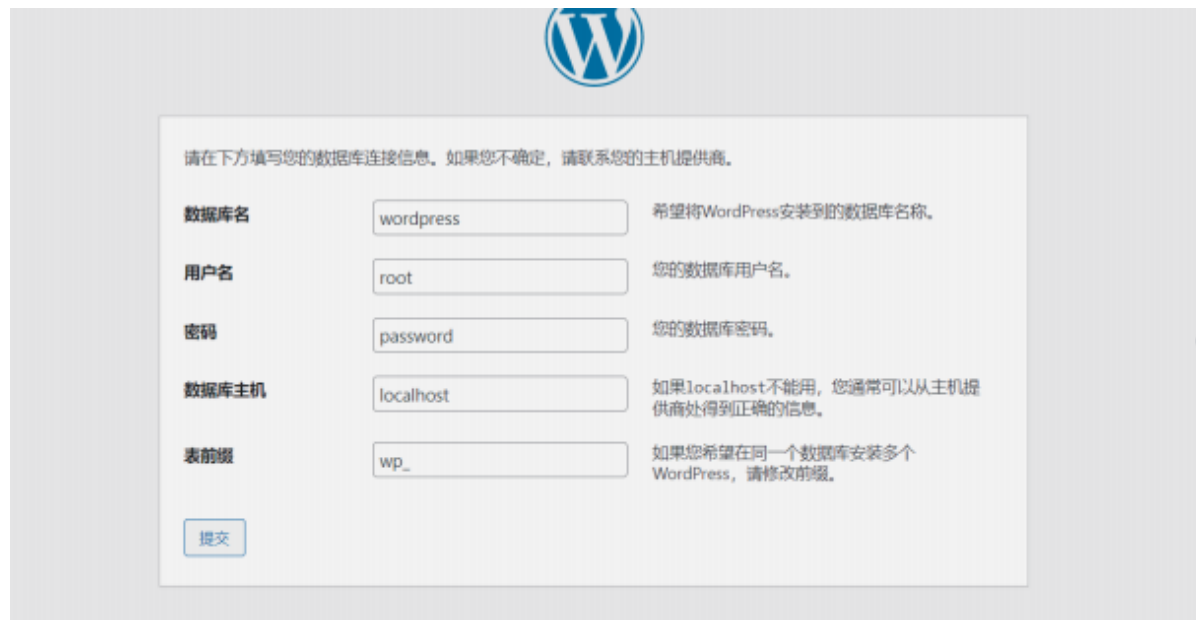 请在下方填写您的数据库连接信息。如果您不确定，请联系您的主机提供商。
数据库名 wordpress 希望将WordPress安装到的数据库名称。
用户名 root 您的数据库用户名。
密码 password 您的数据库密码。
数据库主机 localhost 如果localhost不能用，您通常可以从主机提
供商处得到正确的信息。
表前缀 wp_ 如果您希望在同一个数据库安装多个
WordPress，请修改前缀。
提交